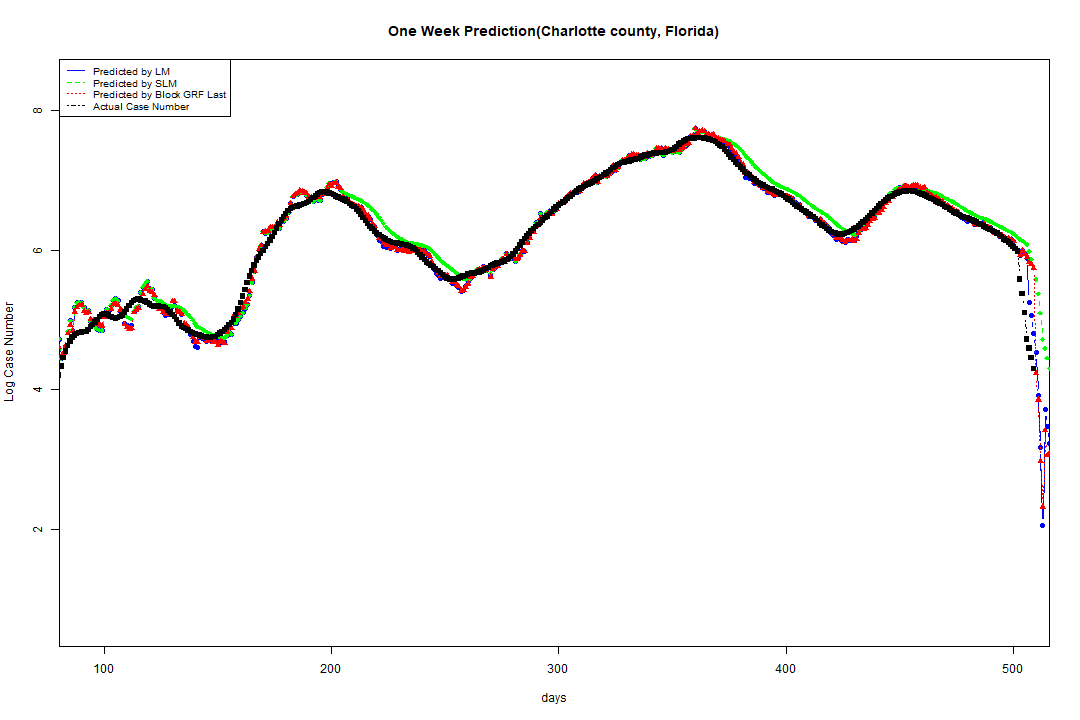 One Week Prediction(Charlotte county, Florida)
Predicted by LM
Predicted by SLM
Predicted by Block GRF Last
Actual Case Number
8
6
4
2
Log Case Number
100 200 300 400 500
days